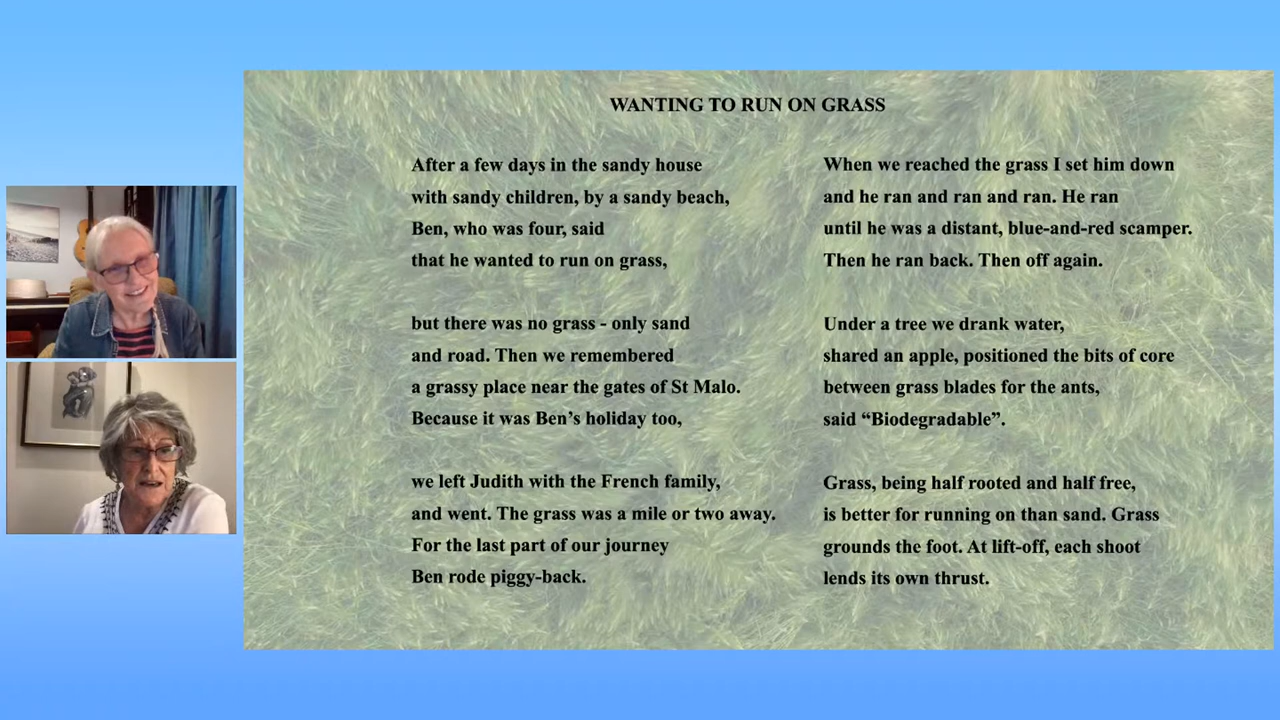 WANTING TO RUN ON GRASS
After a few days in the sandy house
with sandy children, by a sandy beach,
Ben, who was four, said
that he wanted to run on grass,
but there was no grass - only sand
and road. Then we remembered
a grassy place near the gates of St Malo.
Because it was Ben’s holiday too,
we left Judith with the French family,
and went. The grass was a mile or two away.
For the last part of our journey
Ben rode piggy-back.
When we reached the grass I set him down
and he ran and ran and ran. He ran
until he was a distant, blue-and-red scamper.
Then he ran back. Then off again.
Under a tree we drank water,
shared an apple, positioned the bits of core
between grass blades for the ants,
said “Biodegradable”.
Grass, being half rooted and half free,
is better for running on than sand. Grass
grounds the foot. At lift-off, each shoot
lends its own thrust.